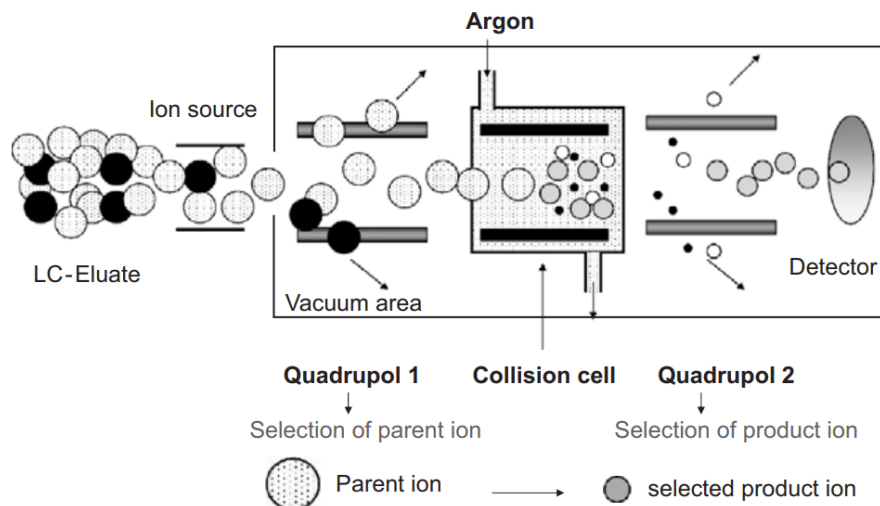 Argon
Ion source
LC-Eluate
Vacuum area
Detector
Quadrupol 1
Collision cell
Quadrupol 2
Selection of parent ion
Selection of product ion
Parent ion
selected product ion